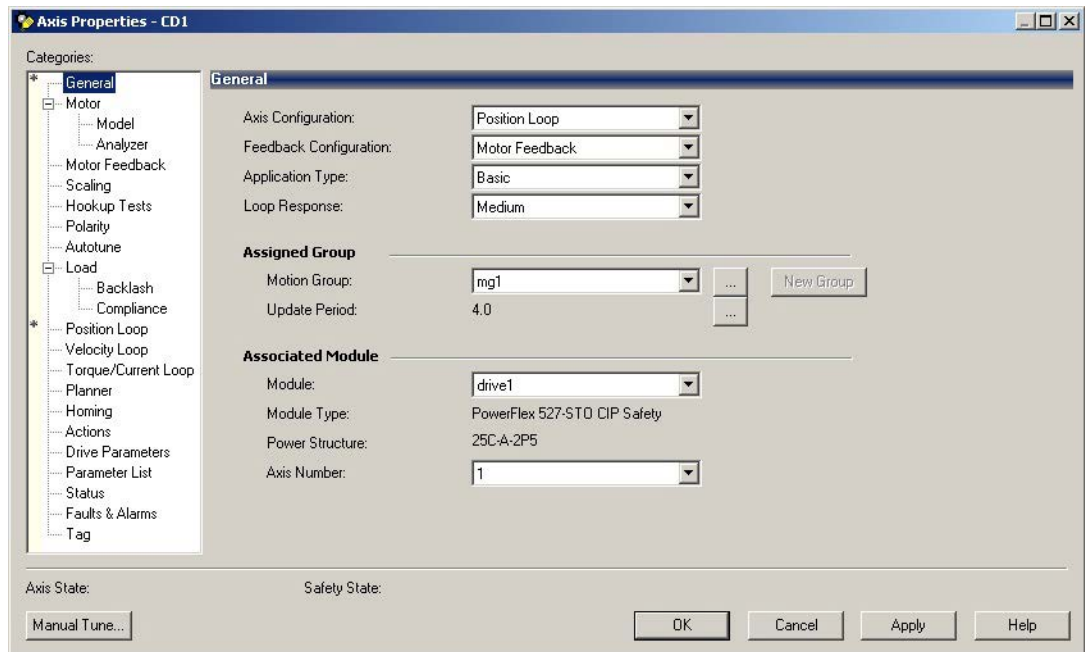 Axis Properties - CD1
Categories:
* General
Motor
Model
Analyzer
Motor Feedback
Scaling
Hookup Tests
Polarity
Autotune
Load
Backlash
Compliance
* Position Loop
Velocity Loop
Torque/Current Loop
Planner
Homing
Actions
Drive Parameters
Parameter List
Status
Faults & Alarms
Tag
General
Axis Configuration: Position Loop
Feedback Configuration: Motor Feedback
Application Type: Basic
Loop Response: Medium
Assigned Group
Motion Group: mg1 ... New Group
Update Period: 4.0 ...
Associated Module
Module: drive1
Module Type: PowerFlex 527-STO CIP Safety
Power Structure: 25C-A-2P5
Axis Number: 1
Axis State: Safety State:
Manual Tune... OK Cancel Apply Help